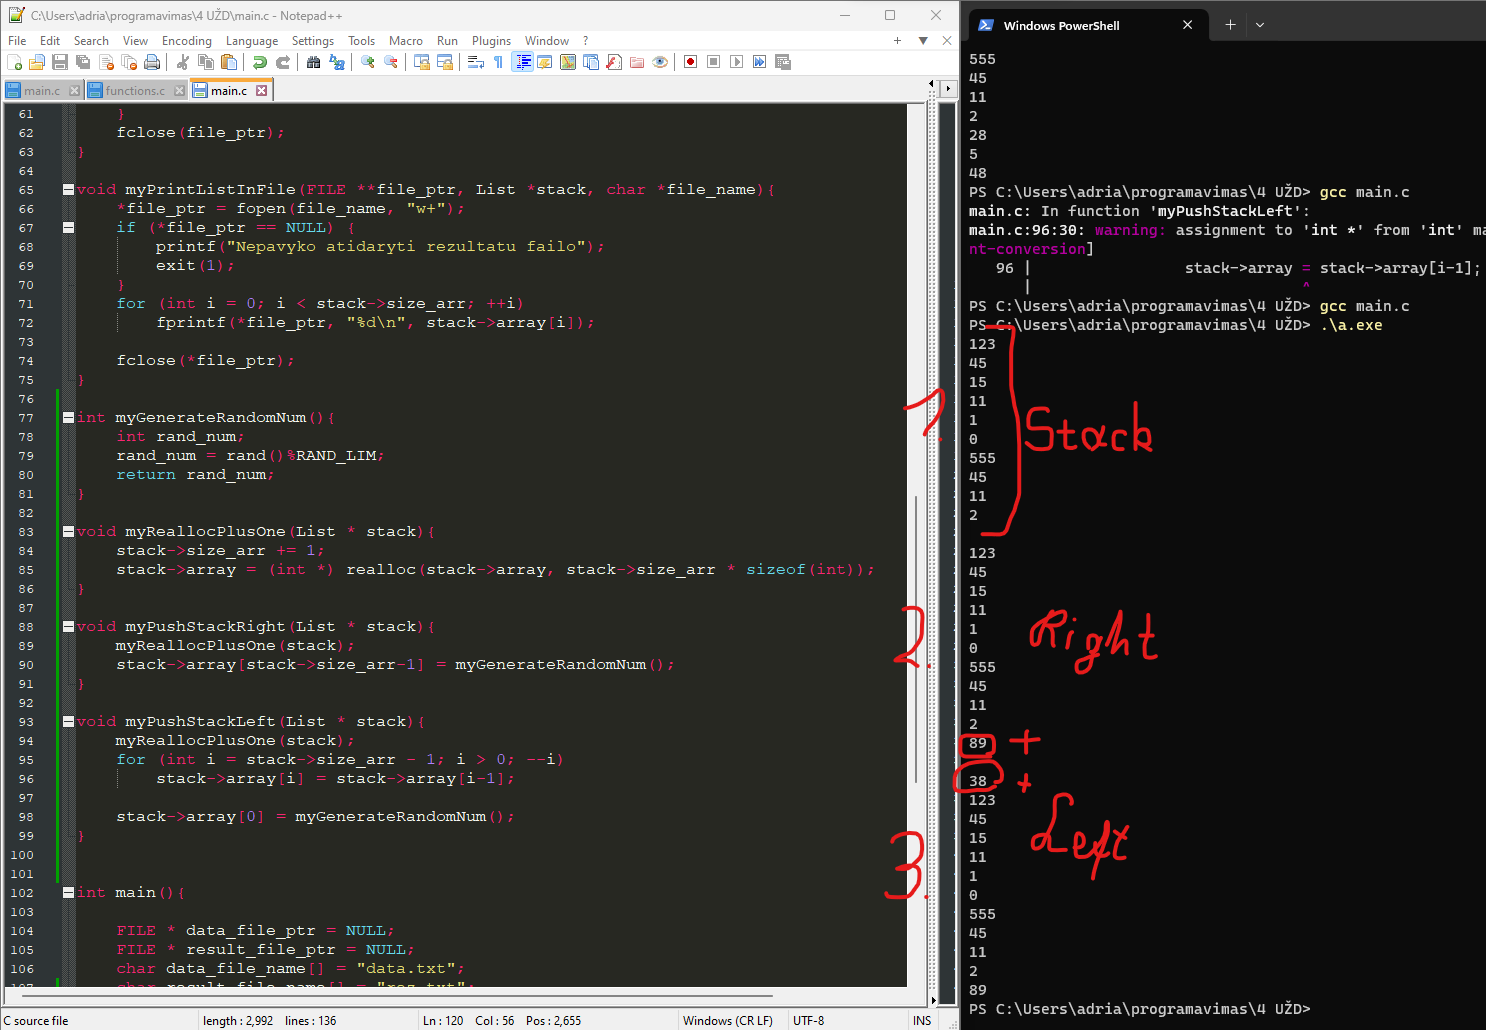 C:\Users\adria\programavimas\4 UŽD\main.c - Notepad++
File Edit Search View Encoding Language Settings Tools Macro Run Plugins Window ? + ▼ ✕
main.c functions.c main.c
61 }
62 fclose(file_ptr);
63 }
64
65 void myPrintListInFile(FILE **file_ptr, List *stack, char *file_name){
66 *file_ptr = fopen(file_name, "w+");
67 if (*file_ptr == NULL) {
68 printf("Nepavyko atidaryti rezultatu failo");
69 exit(1);
70 }
71 for (int i = 0; i < stack->size_arr; ++i)
72 fprintf(*file_ptr, "%d\n", stack->array[i]);
73
74 fclose(*file_ptr);
75 }
76
77 int myGenerateRandomNum(){
78 int rand_num;
79 rand_num = rand()%RAND_LIM;
80 return rand_num;
81 }
82
83 void myReallocPlusOne(List * stack){
84 stack->size_arr += 1;
85 stack->array = (int *) realloc(stack->array, stack->size_arr * sizeof(int));
86 }
87
88 void myPushStackRight(List * stack){
89 myReallocPlusOne(stack);
90 stack->array[stack->size_arr-1] = myGenerateRandomNum();
91 }
92
93 void myPushStackLeft(List * stack){
94 myReallocPlusOne(stack);
95 for (int i = stack->size_arr - 1; i > 0; --i)
96 stack->array[i] = stack->array[i-1];
97
98 stack->array[0] = myGenerateRandomNum();
99 }
100
101
102 int main(){
103
104 FILE * data_file_ptr = NULL;
105 FILE * result_file_ptr = NULL;
106 char data_file_name[] = "data.txt";
C source file length : 2,992 lines : 136 Ln : 120 Col : 56 Pos : 2,655 Windows (CR LF) UTF-8 INS
Windows PowerShell
555
45
11
2
28
5
48
PS C:\Users\adria\programavimas\4 UŽD> gcc main.c
main.c: In function 'myPushStackLeft':
main.c:96:30: warning: assignment to 'int *' from 'int' ma
nt-conversion]
96 | stack->array = stack->array[i-1];
| ^
PS C:\Users\adria\programavimas\4 UŽD> gcc main.c
PS C:\Users\adria\programavimas\4 UŽD> .\a.exe
123
45
15
11
1
0
555
45
11
2
1. Stack
123
45
15
11
1
0
555
45
11
2
89 +
2. Right
38 +
123
45
15
11
1
0
555
45
11
2
89
3. Left
PS C:\Users\adria\programavimas\4 UŽD>